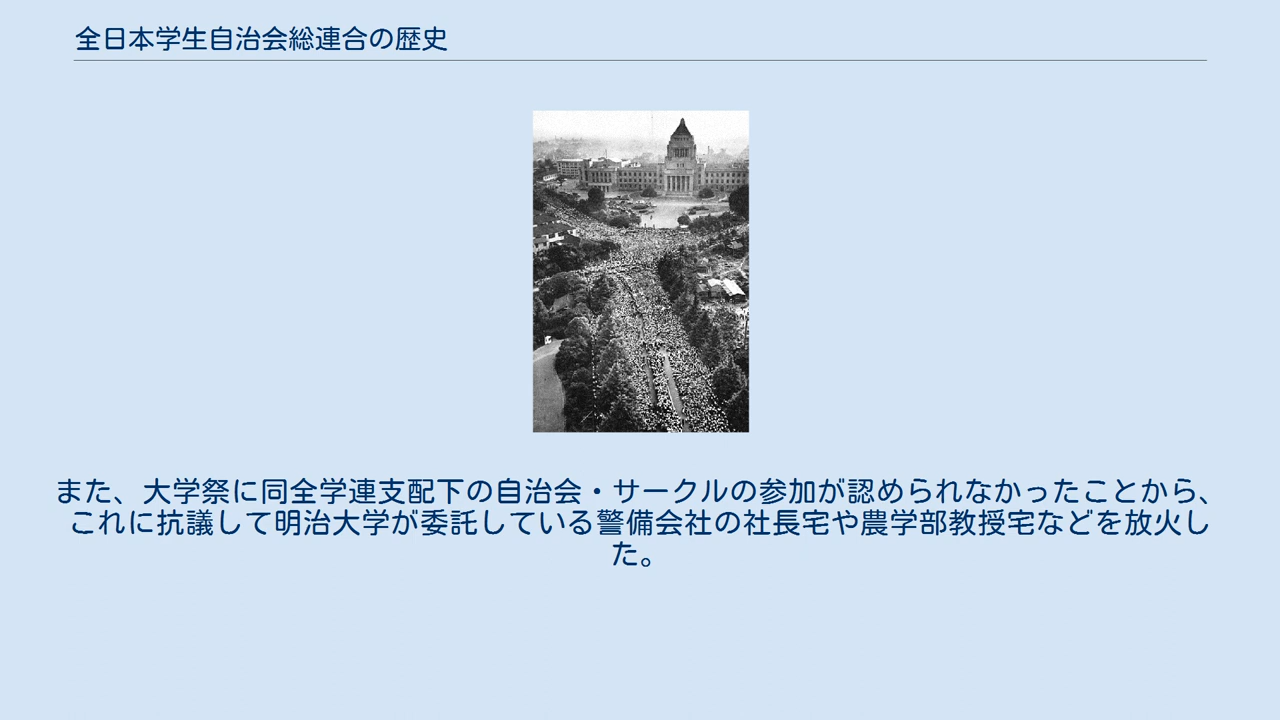 全日本学生自治会総連合の歴史
また、大学祭に同全学連支配下の自治会・サークルの参加が認められなかったことから、
これに抗議して明治大学が委託している警備会社の社長宅や農学部教授宅などを放火し
た。